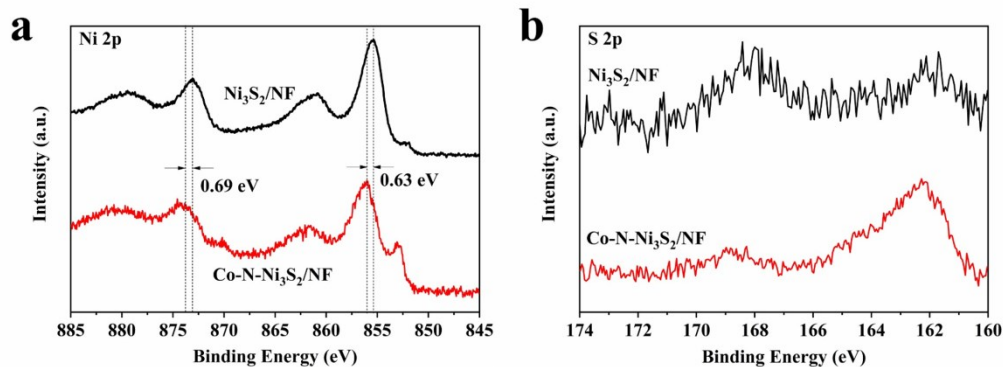 a
Ni 2p
Ni₃S₂/NF
0.69 eV
0.63 eV
Co-N-Ni₃S₂/NF
Intensity (a.u.)
885 880 875 870 865 860 855 850 845
Binding Energy (eV)
b
S 2p
Ni₃S₂/NF
Co-N-Ni₃S₂/NF
Intensity (a.u.)
174 172 170 168 166 164 162 160
Binding Energy (eV)